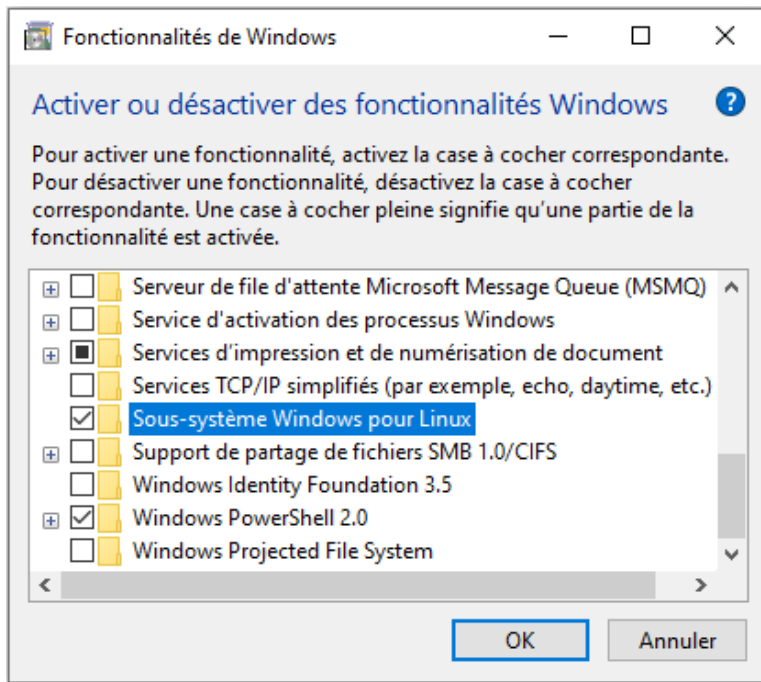 Fonctionnalités de Windows
Activer ou désactiver des fonctionnalités Windows
?
Pour activer une fonctionnalité, activez la case à cocher correspondante.
Pour désactiver une fonctionnalité, désactivez la case à cocher
correspondante. Une case à cocher pleine signifie qu'une partie de la
fonctionnalité est activée.
Serveur de file d'attente Microsoft Message Queue (MSMQ)
Service d'activation des processus Windows
Services d'impression et de numérisation de document
Services TCP/IP simplifiés (par exemple, echo, daytime, etc.)
Sous-système Windows pour Linux
Support de partage de fichiers SMB 1.0/CIFS
Windows Identity Foundation 3.5
Windows PowerShell 2.0
Windows Projected File System
OK
Annuler